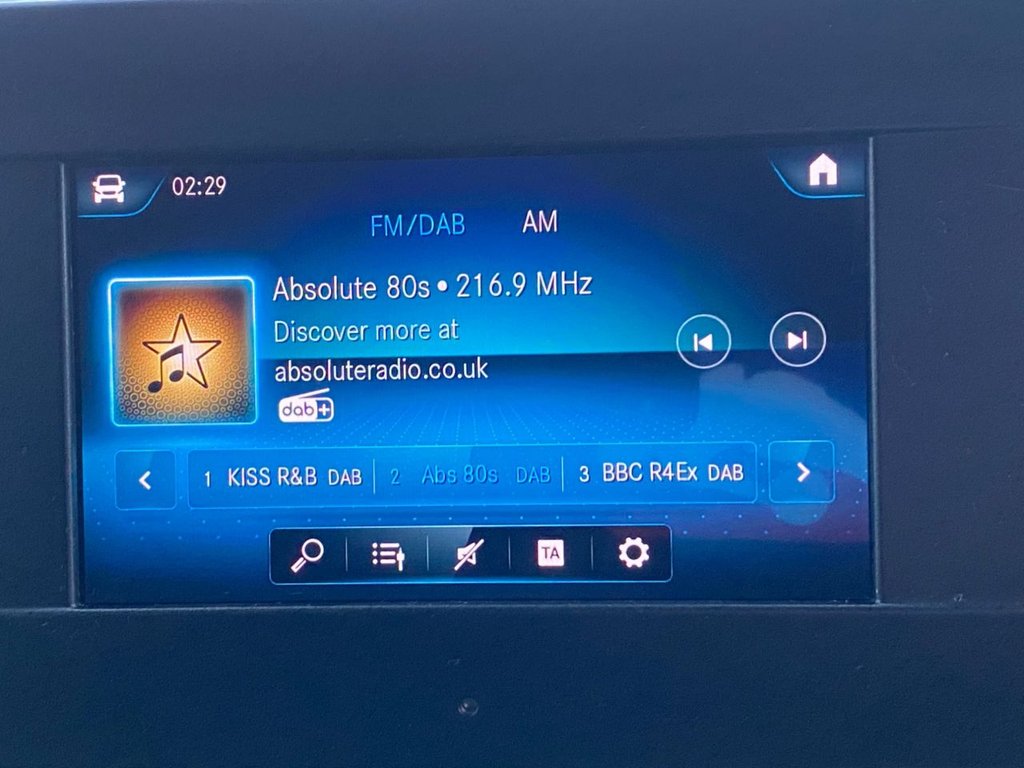 02:29
FM/DAB AM
Absolute 80s • 216.9 MHz
Discover more at
absoluteradio.co.uk
dab+
1 KISS R&B DAB 2 Abs 80s DAB 3 BBC R4Ex DAB
TA